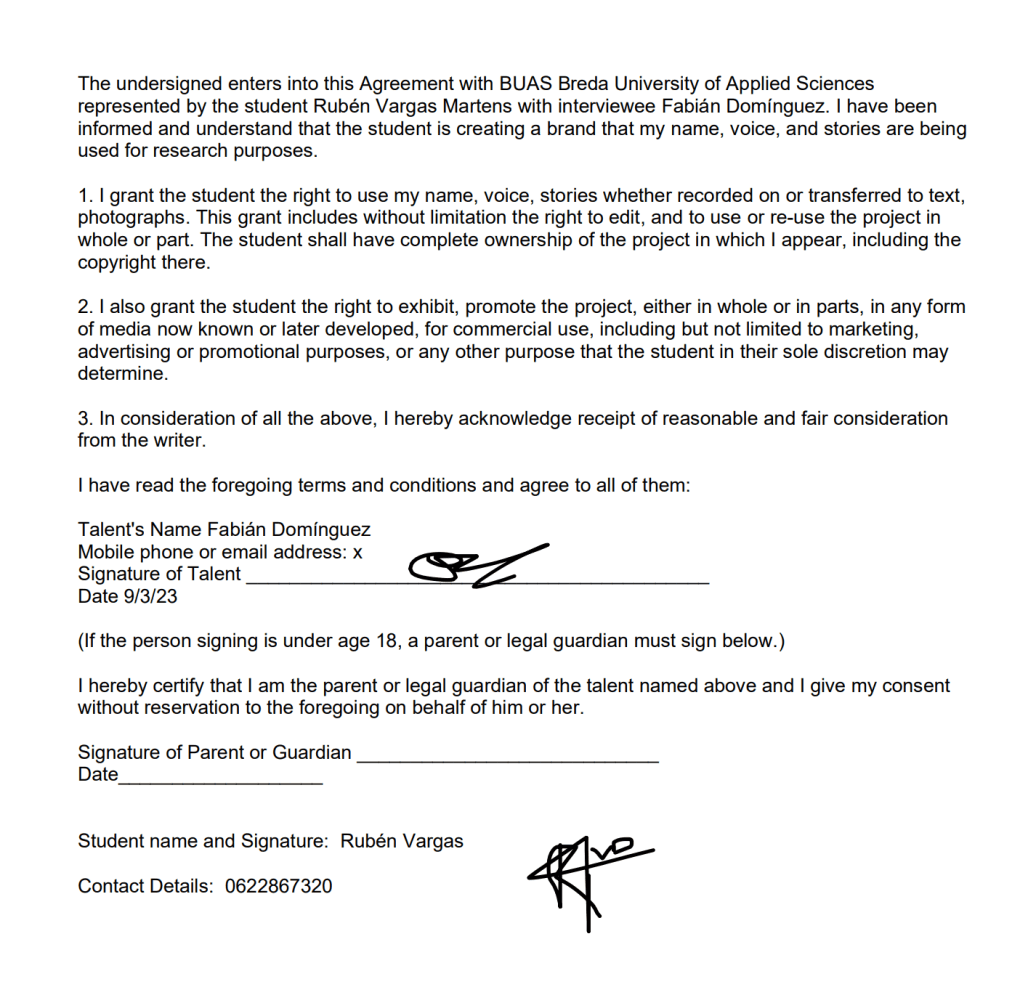 The undersigned enters into this Agreement with BUAS Breda University of Applied Sciences
represented by the student Rubén Vargas Martens with interviewee Fabián Domínguez. I have been
informed and understand that the student is creating a brand that my name, voice, and stories are being
used for research purposes.
1. I grant the student the right to use my name, voice, stories whether recorded on or transferred to text,
photographs. This grant includes without limitation the right to edit, and to use or re-use the project in
whole or part. The student shall have complete ownership of the project in which I appear, including the
copyright there.
2. I also grant the student the right to exhibit, promote the project, either in whole or in parts, in any form
of media now known or later developed, for commercial use, including but not limited to marketing,
advertising or promotional purposes, or any other purpose that the student in their sole discretion may
determine.
3. In consideration of all the above, I hereby acknowledge receipt of reasonable and fair consideration
from the writer.
I have read the foregoing terms and conditions and agree to all of them:
Talent's Name Fabián Domínguez
Mobile phone or email address: x
Signature of Talent
Date 9/3/23
(If the person signing is under age 18, a parent or legal guardian must sign below.)
I hereby certify that I am the parent or legal guardian of the talent named above and I give my consent
without reservation to the foregoing on behalf of him or her.
Signature of Parent or Guardian
Date
Student name and Signature: Rubén Vargas
Contact Details: 0622867320